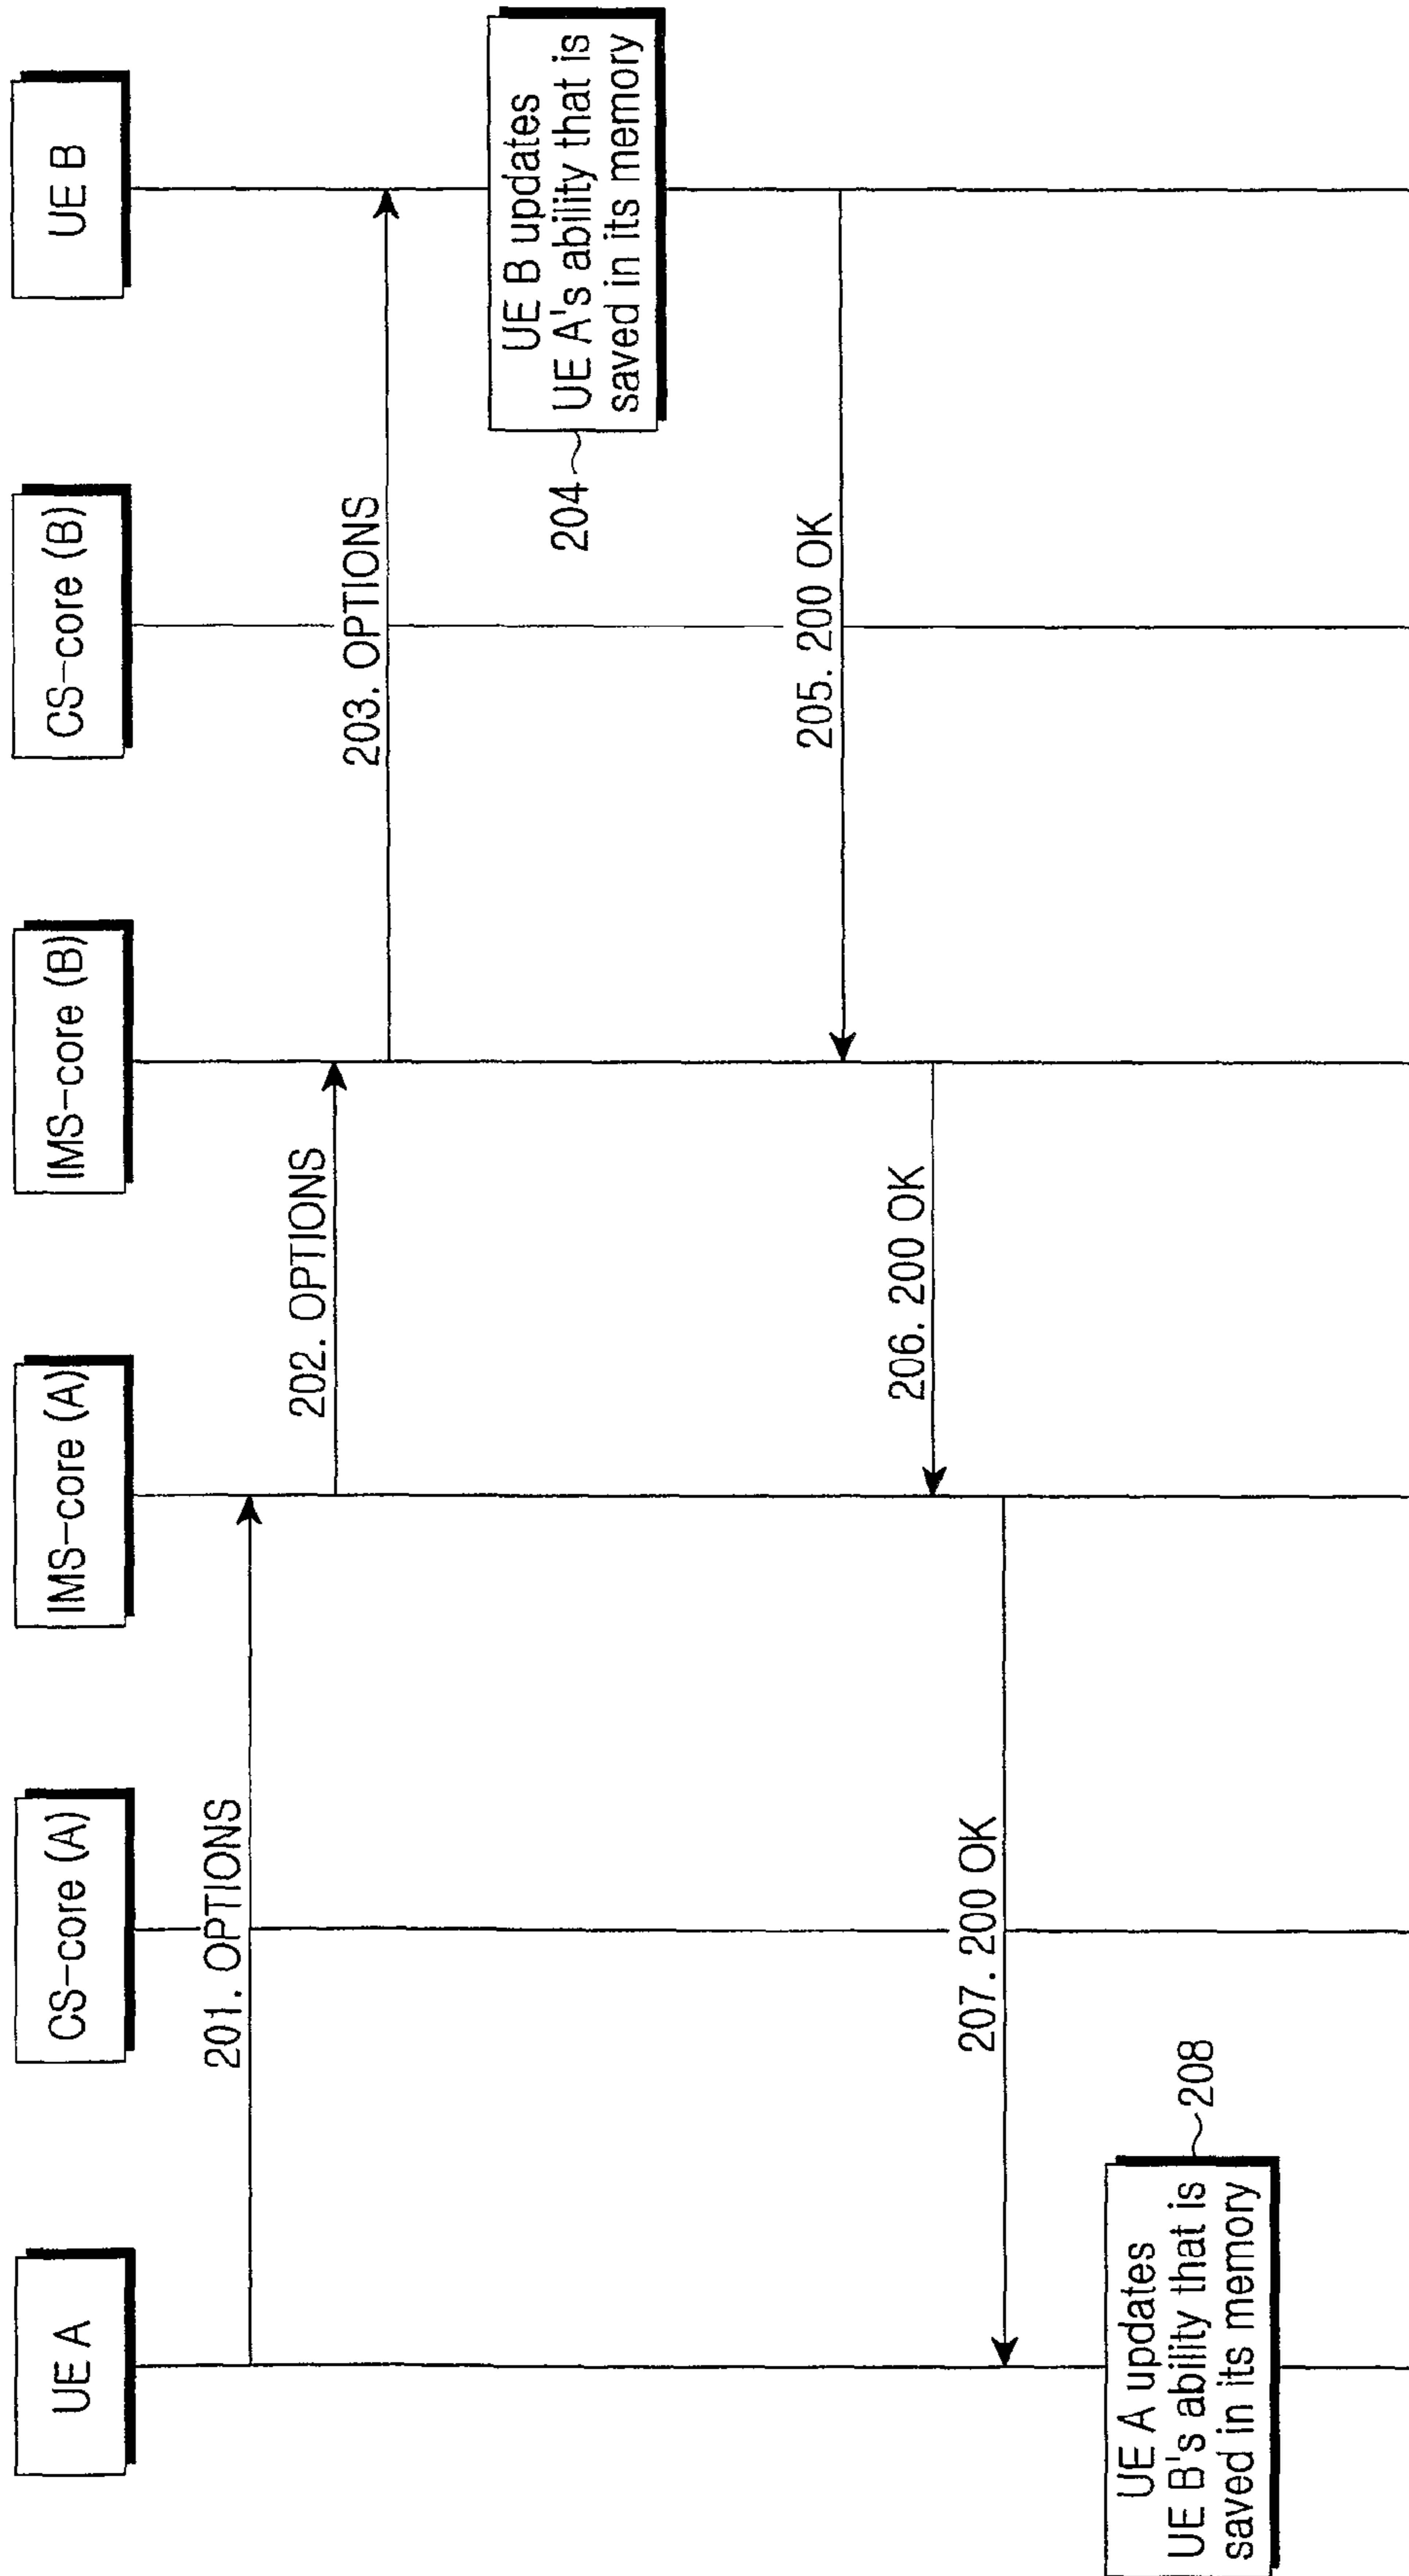 UE A
CS-core (A)
IMS-core (A)
IMS-core (B)
CS-core (B)
UE B
201. OPTIONS
202. OPTIONS
203. OPTIONS
UE B updates
UE A's ability that is
saved in its memory
204
205. 200 OK
206. 200 OK
207. 200 OK
UE A updates
UE B's ability that is
saved in its memory
208